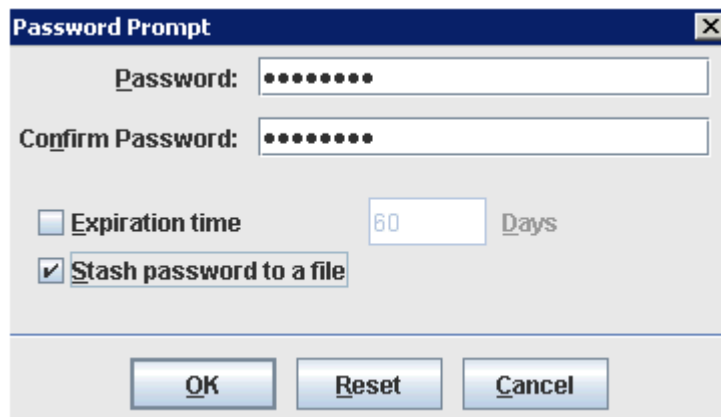 Password Prompt
Password: ••••••••
Confirm Password: ••••••••
Expiration time 60 Days
Stash password to a file
OK Reset Cancel